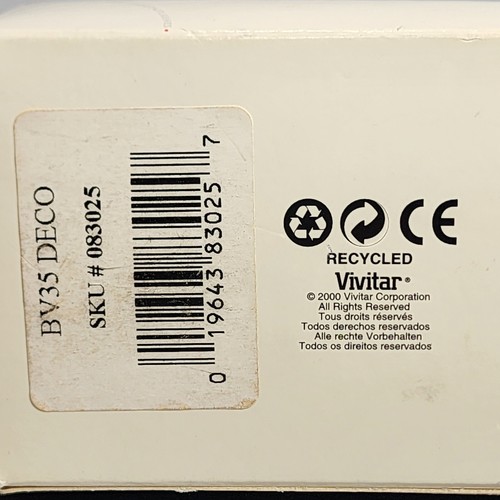 BV35 DECO
SKU # 083025
0 19643 83025 7
CE
RECYCLED
Vivitar®
© 2000 Vivitar Corporation
All Rights Reserved
Tous droits réservés
Todos derechos reservados
Alle rechte Vorbehalten
Todos os direitos reservados